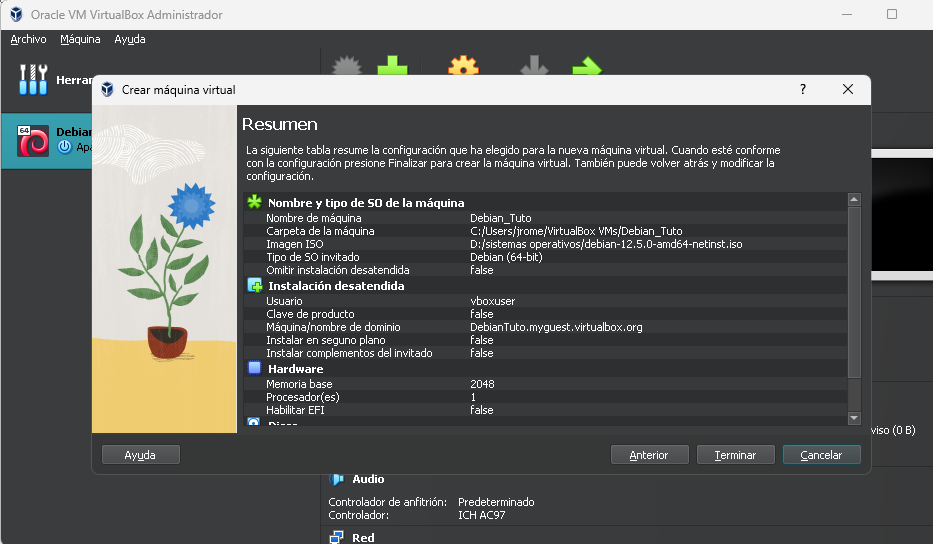 Oracle VM VirtualBox Administrador
Archivo Máquina Ayuda
Herrar
Crear máquina virtual ?
64
Debian
Apa
Resumen
La siguiente tabla resume la configuración que ha elegido para la nueva máquina virtual. Cuando esté conforme
con la configuración presione Finalizar para crear la máquina virtual. También puede volver atrás y modificar la
configuración.
Nombre y tipo de SO de la máquina
Nombre de máquina Debian_Tuto
Carpeta de la máquina C:/Users/jrome/VirtualBox VMs/Debian_Tuto
Imagen ISO D:/sistemas operativos/debian-12.5.0-amd64-netinst.iso
Tipo de SO invitado Debian (64-bit)
Omitir instalación desatendida false
Instalación desatendida
Usuario vboxuser
Clave de producto false
Máquina/nombre de dominio DebianTuto.myguest.virtualbox.org
Instalar en seguno plano false
Instalar complementos del invitado false
Hardware
Memoria base 2048
Procesador(es) 1
Habilitar EFI false
viso (0 B)
Ayuda Anterior Terminar Cancelar
Audio
Controlador de anfitrión: Predeterminado
Controlador: ICH AC97
Red